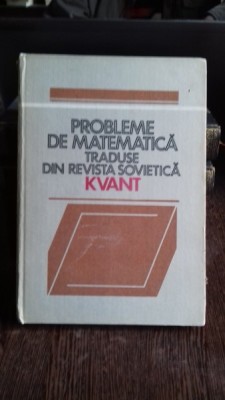 PROBLEME
DE MATEMATICĂ
TRADUSE
DIN REVISTA SOVIETICĂ
KVANT